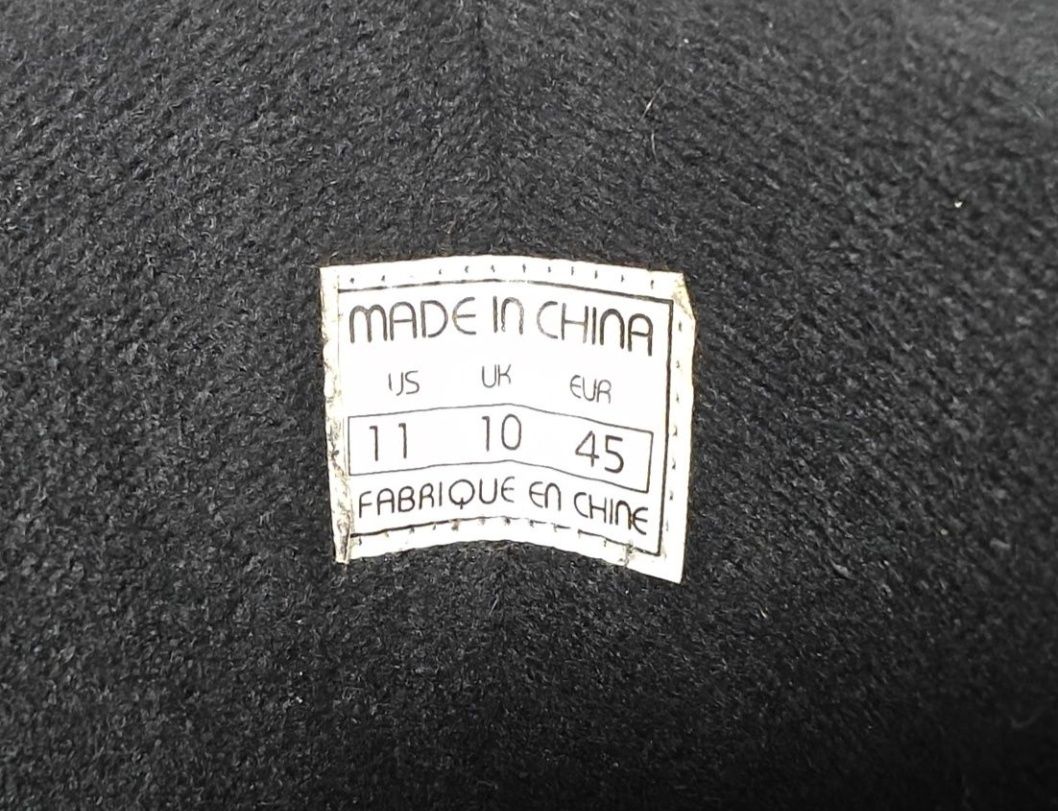 MADE IN CHINA
US UK EUR
11 10 45
FABRIQUE EN CHINE